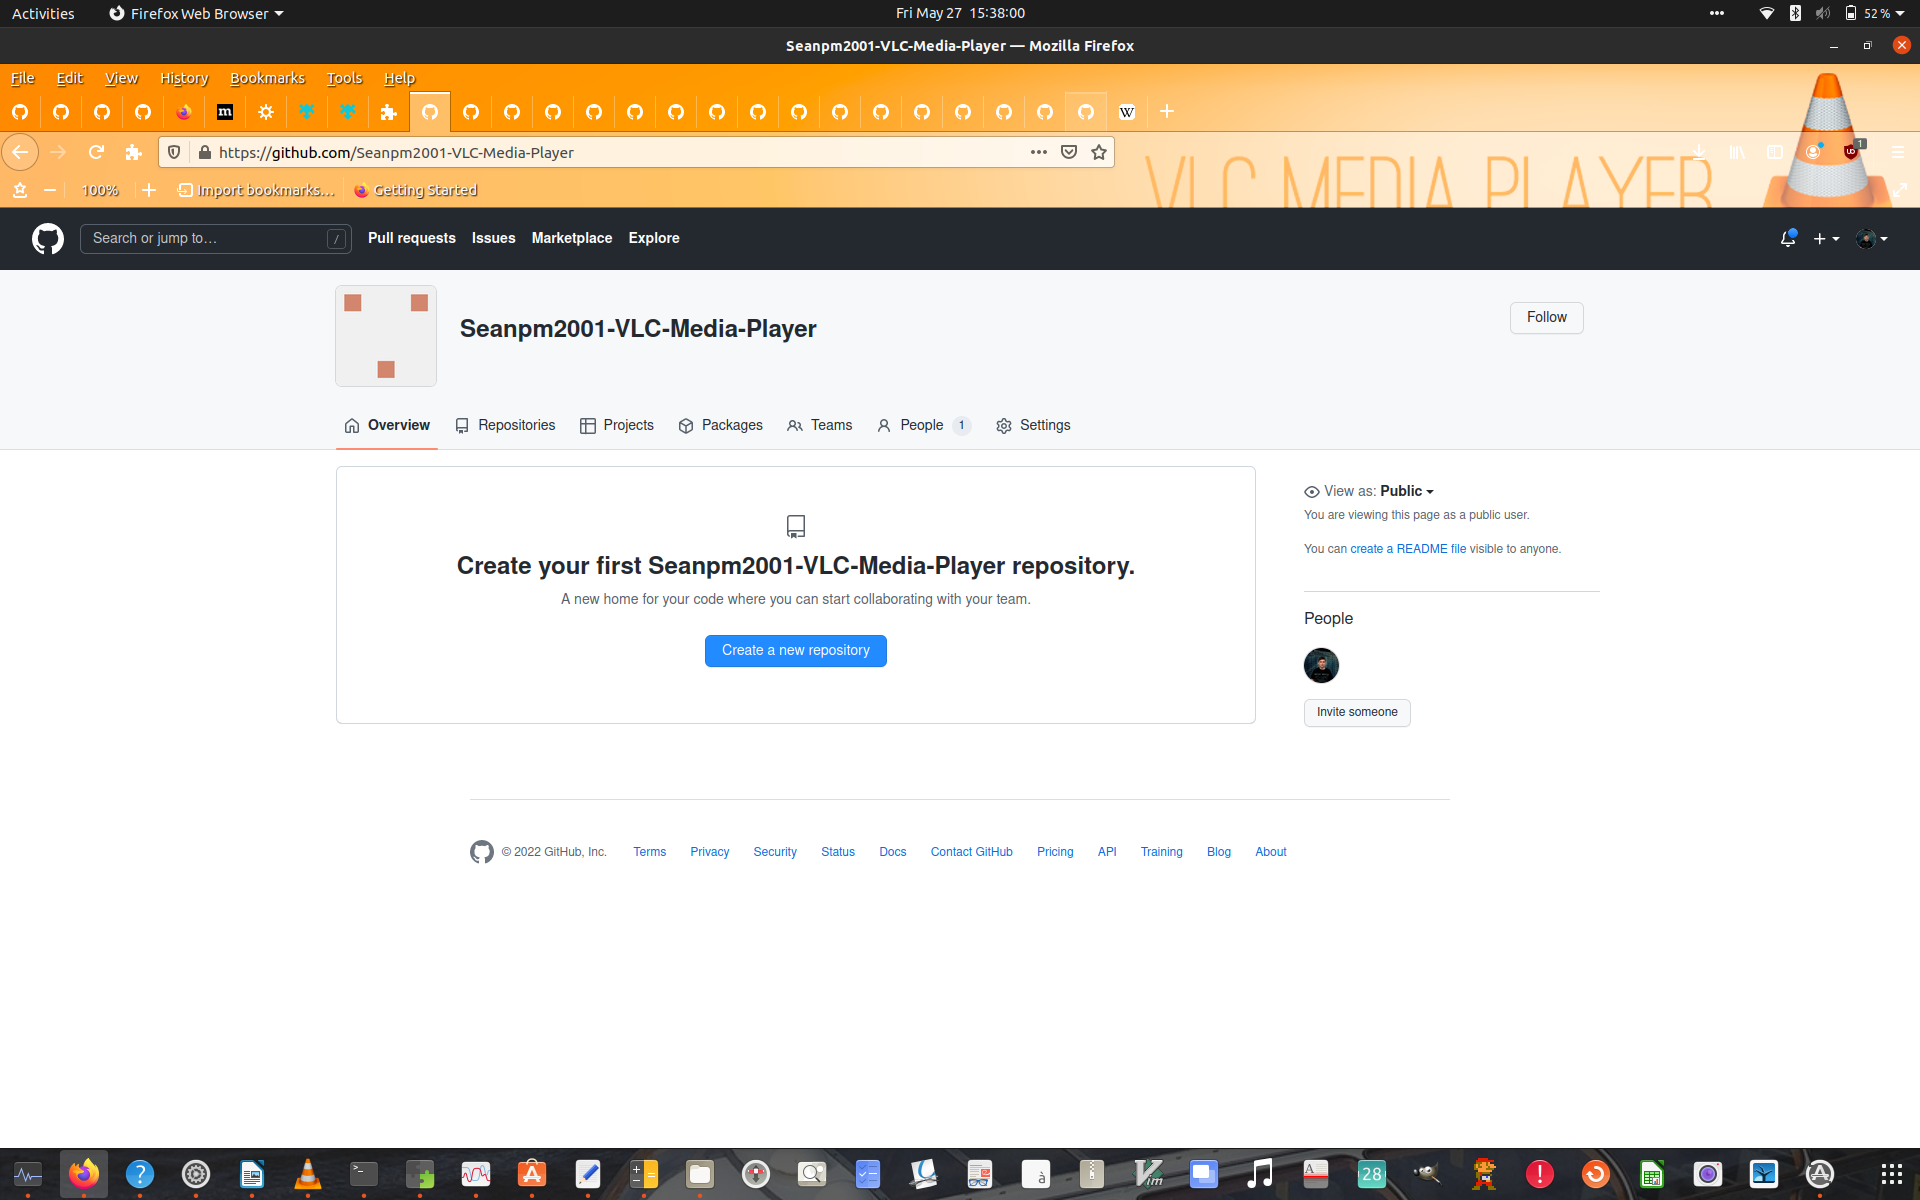 Activities Firefox Web Browser Fri May 27 15:38:00 52 %
Seanpm2001-VLC-Media-Player — Mozilla Firefox
File Edit View History Bookmarks Tools Help
m W
https://github.com/Seanpm2001-VLC-Media-Player 1
100% Import bookmarks... Getting Started
VLC MEDIA PLAYER
Search or jump to... / Pull requests Issues Marketplace Explore
Seanpm2001-VLC-Media-Player
Follow
Overview Repositories Projects Packages Teams People 1 Settings
View as: Public
You are viewing this page as a public user.
You can create a README file visible to anyone.
Create your first Seanpm2001-VLC-Media-Player repository.
A new home for your code where you can start collaborating with your team.
Create a new repository
People
Invite someone
© 2022 GitHub, Inc. Terms Privacy Security Status Docs Contact GitHub Pricing API Training Blog About
? >_ A à Vim A 28 !